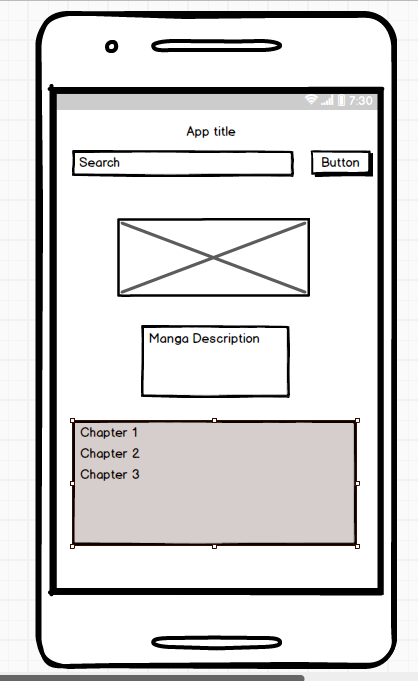 7:30
App title
Search
Button
Manga Description
Chapter 1
Chapter 2
Chapter 3